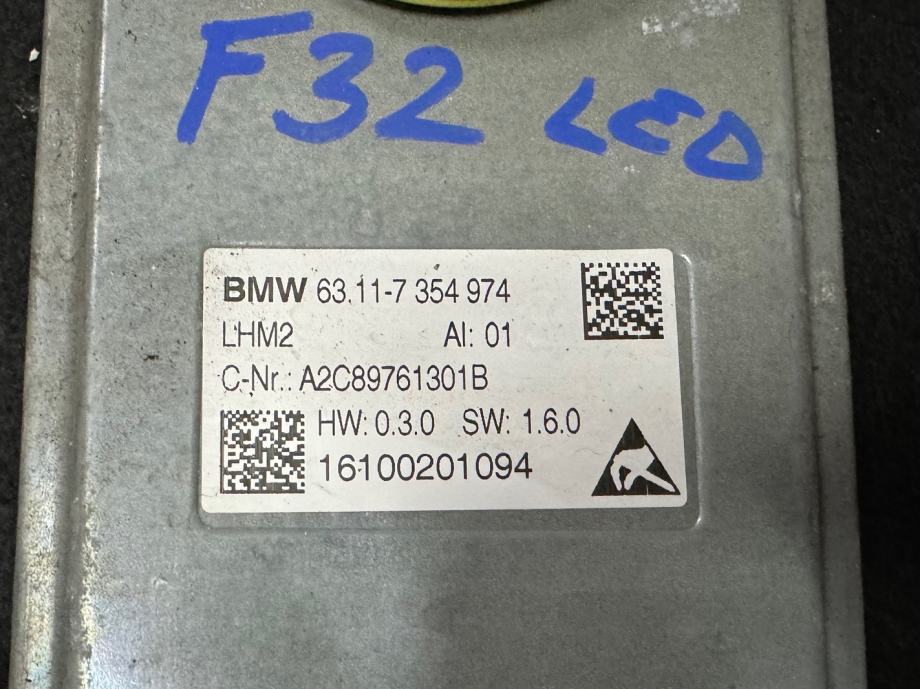 F32 LED
BMW 63.11-7 354 974
LHM2 AI: 01
C-Nr.: A2C89761301B
HW: 0.3.0 SW: 1.6.0
16100201094